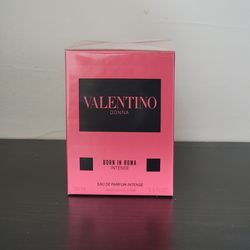 VALENTINO
DONNA
BORN IN ROMA
INTENSE
EAU DE PARFUM INTENSE